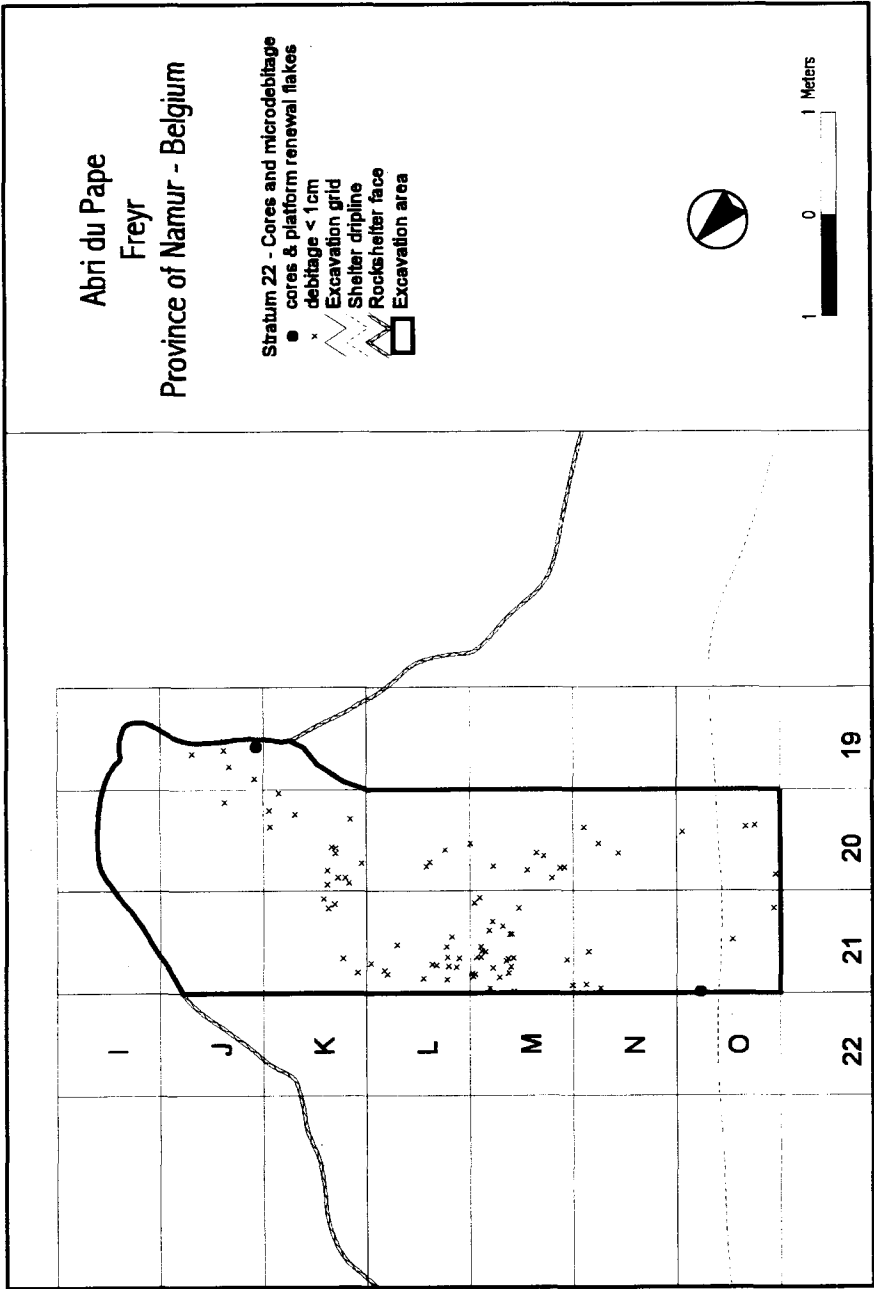 Abri du Pape
Freyr
Province of Namur - Belgium
Stratum 22 - Cores and microdebitage
cores & platform renewal flakes
debitage < 1cm
Excavation grid
Shelter dripline
Rockshelter face
Excavation area
1 0 1 Meters
I
J
K
L
M
N
O
22
21
20
19